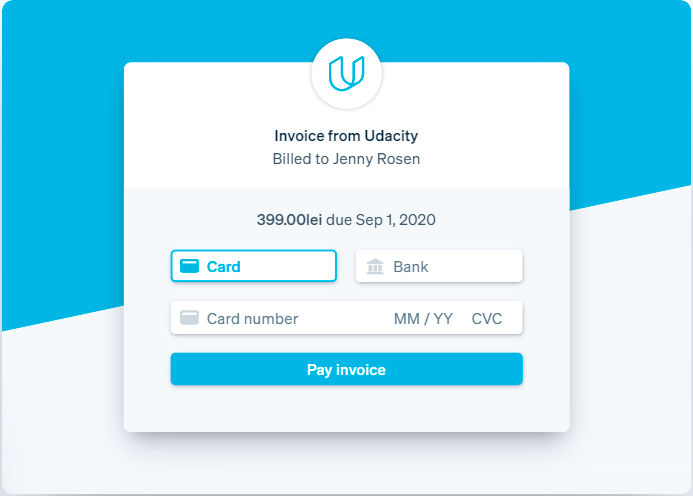 Invoice from Udacity
Billed to Jenny Rosen
399.00lei due Sep 1, 2020
Card
Bank
Card number MM / YY CVC
Pay invoice